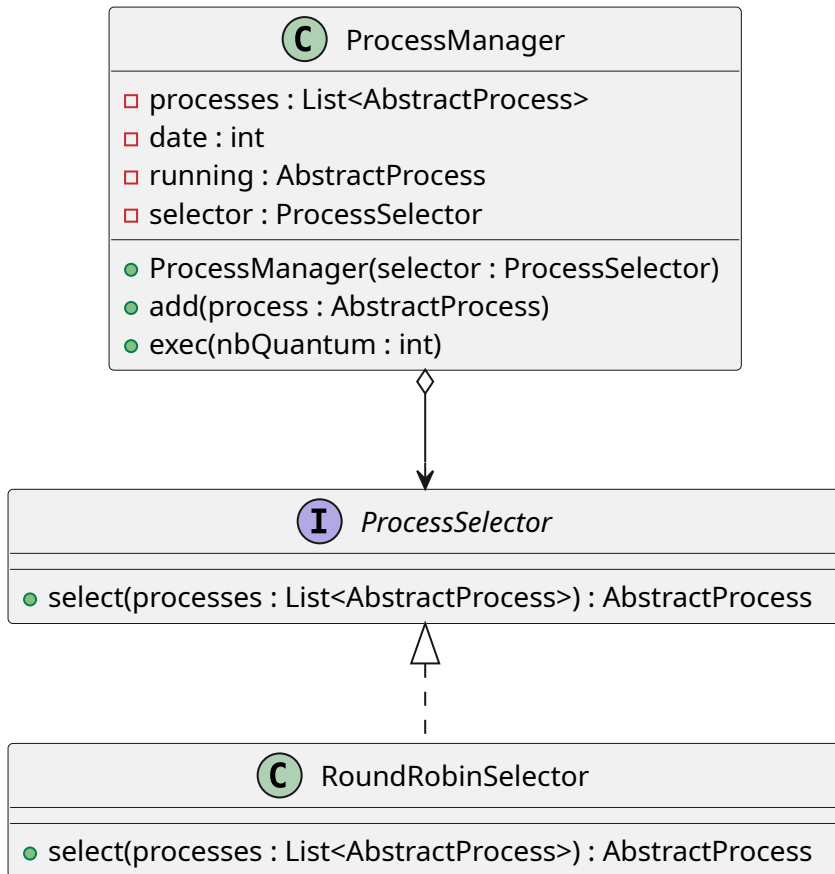 C ProcessManager
processes : List<AbstractProcess>
date : int
running : AbstractProcess
selector : ProcessSelector
ProcessManager(selector : ProcessSelector)
add(process : AbstractProcess)
exec(nbQuantum : int)
I ProcessSelector
select(processes : List<AbstractProcess>) : AbstractProcess
C RoundRobinSelector
select(processes : List<AbstractProcess>) : AbstractProcess